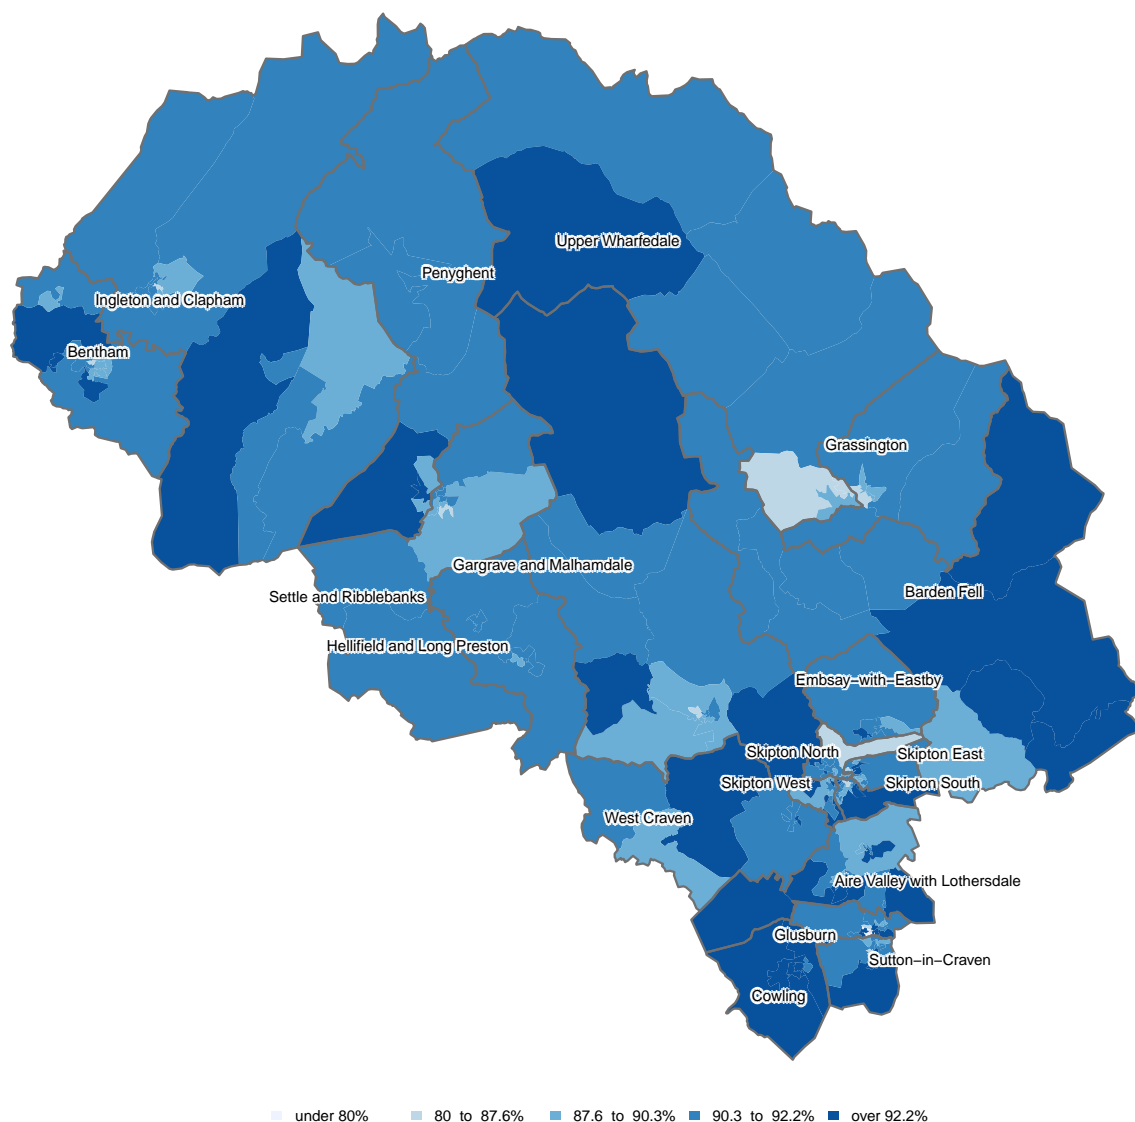 Upper Wharfedale
Penyghent
Ingleton and Clapham
Bentham
Grassington
Gargrave and Malhamdale
Barden Fell
Settle and Ribblebanks
Hellifield and Long Preston
Embsay−with−Eastby
Skipton North
Skipton East
Skipton West
Skipton South
West Craven
Aire Valley with Lothersdale
Glusburn
Sutton−in−Craven
Cowling
under 80% 80 to 87.6% 87.6 to 90.3% 90.3 to 92.2% over 92.2%